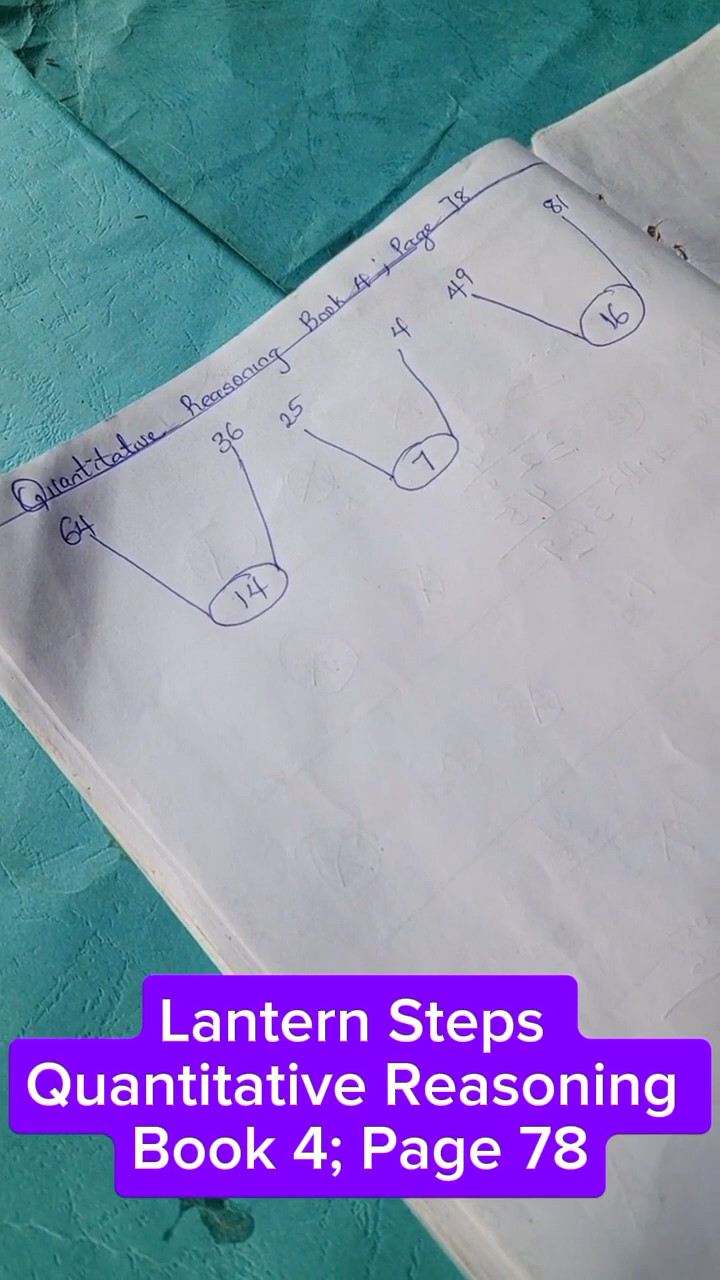 Quantitative Reasoning Book 4; Page 78
64 36 25 4 49 81
14 7 16
Lantern Steps
Quantitative Reasoning
Book 4; Page 78